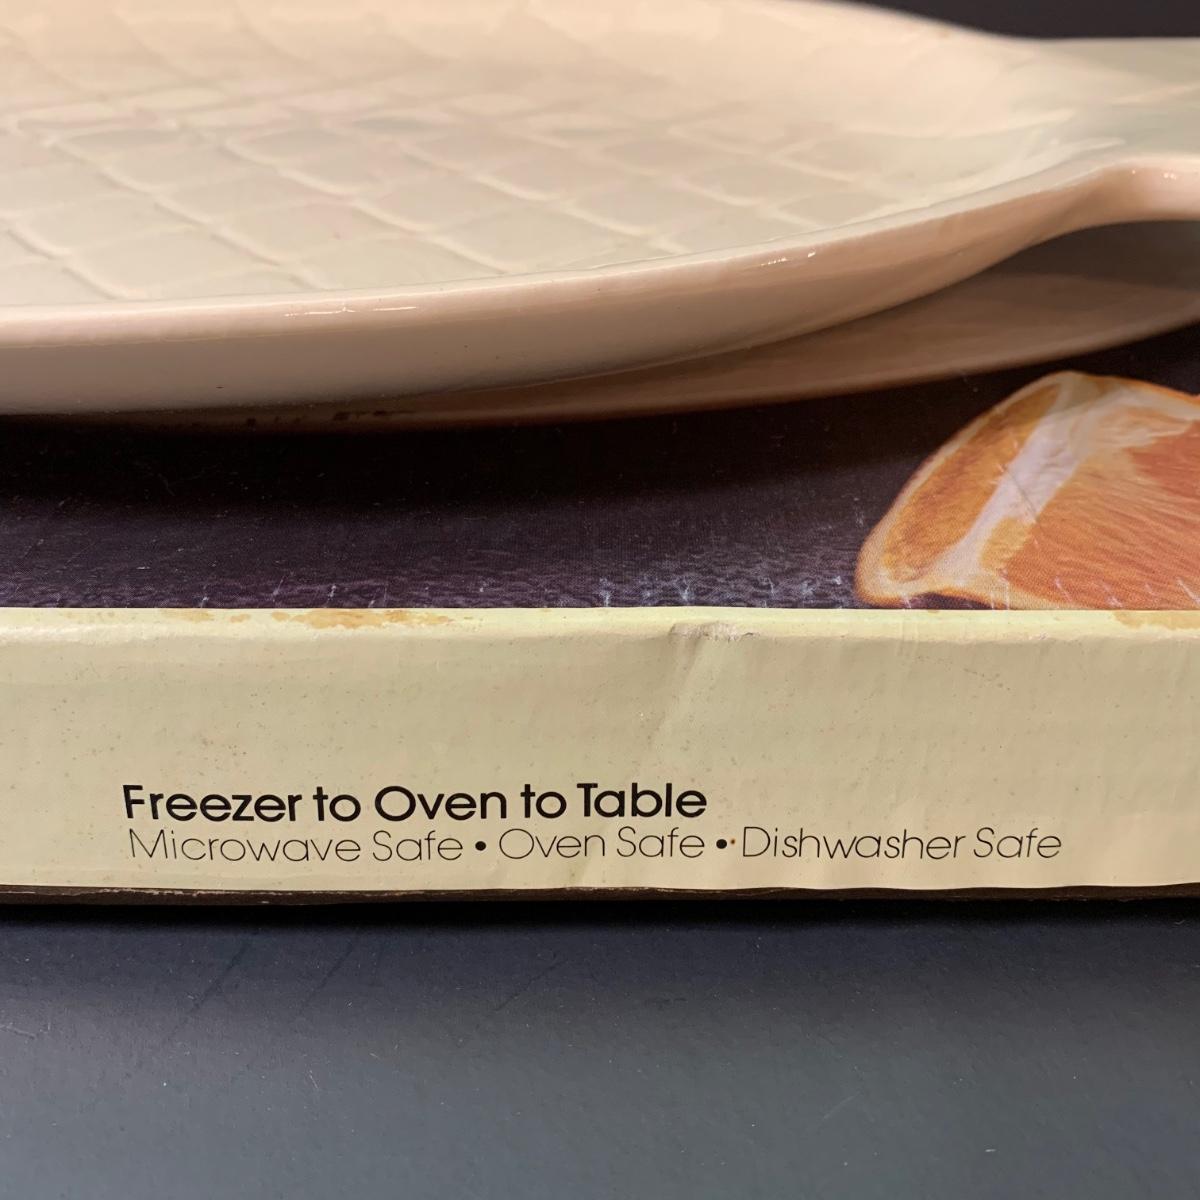 Freezer to Oven to Table
Microwave Safe • Oven Safe • Dishwasher Safe